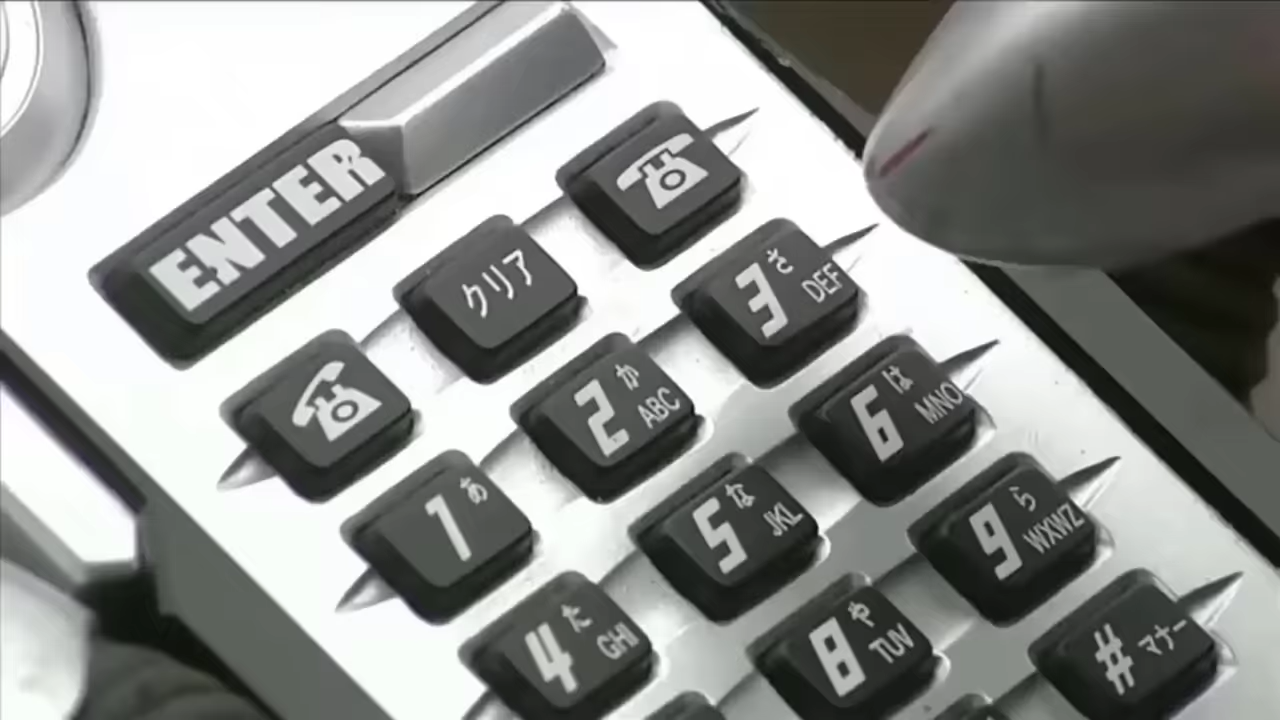 ENTER
クリア
1 あ
2 か ABC
3 さ DEF
4 た GHI
5 な JKL
6 は MNO
8 や TUV
9 ら WXWZ
# マナー